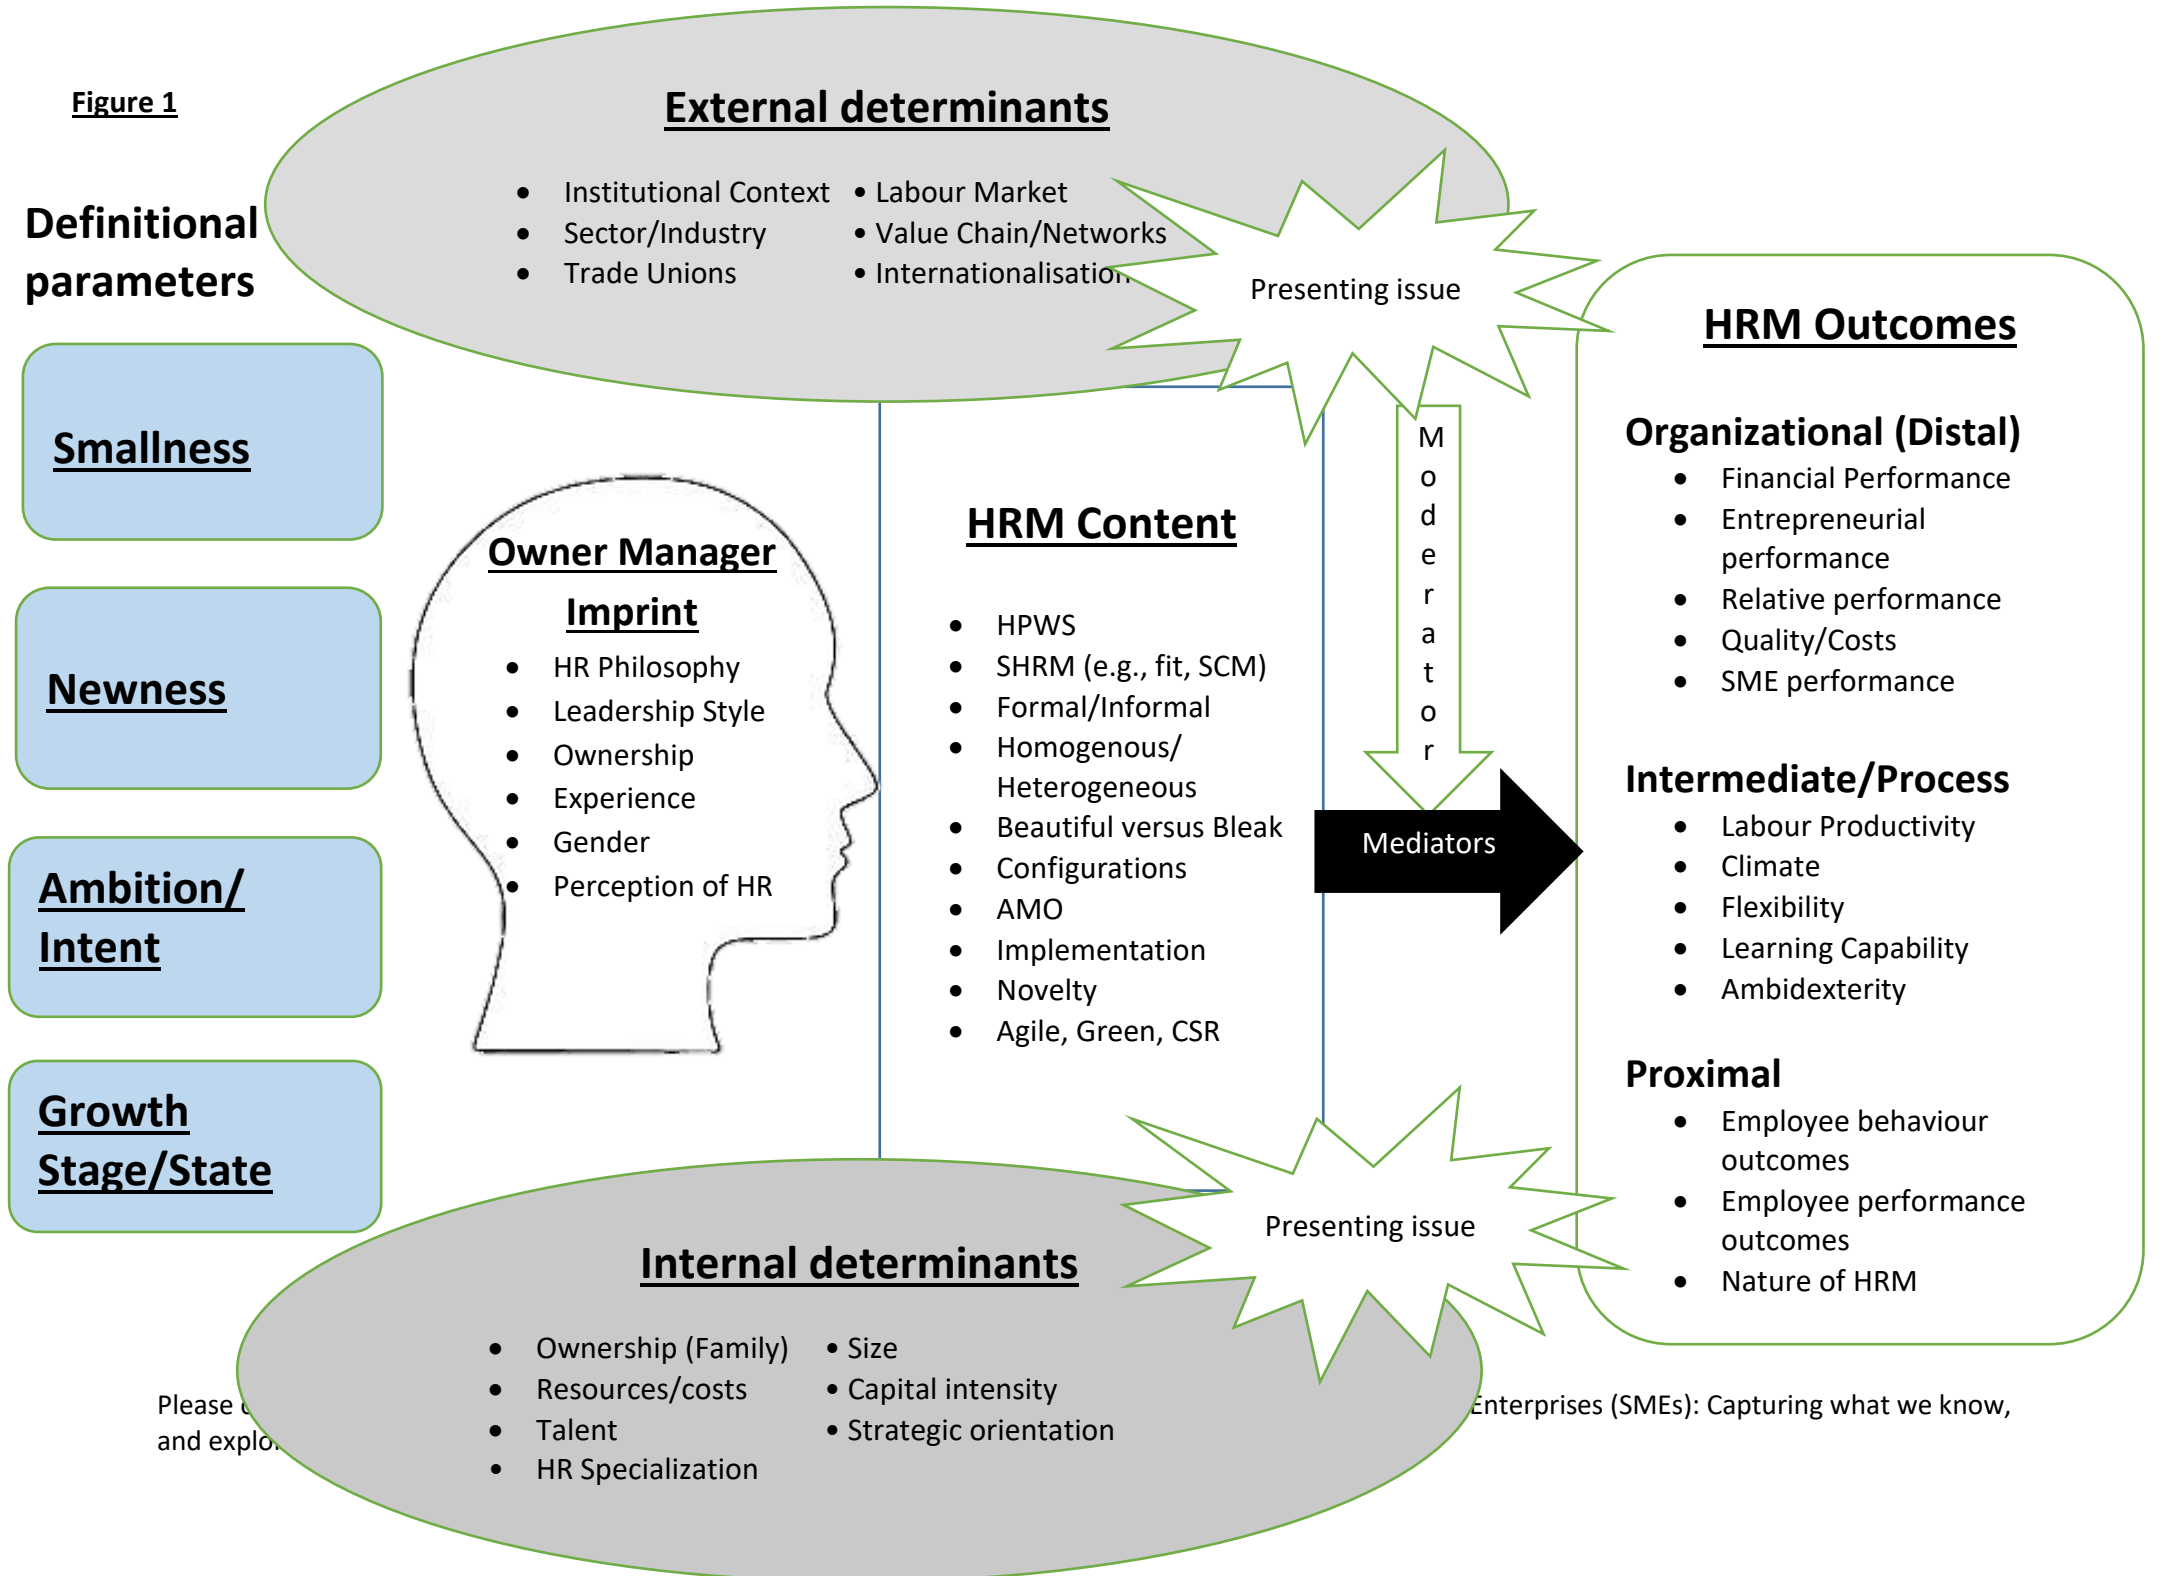 Figure 1
External determinants
• Institutional Context • Labour Market
• Sector/Industry • Value Chain/Networks
• Trade Unions • Internationalisation
Presenting issue
Definitional
parameters
Smallness
Newness
Ambition/
Intent
Growth
Stage/State
Owner Manager
Imprint
• HR Philosophy
• Leadership Style
• Ownership
• Experience
• Gender
• Perception of HR
HRM Content
• HPWS
• SHRM (e.g., fit, SCM)
• Formal/Informal
• Homogenous/
Heterogeneous
• Beautiful versus Bleak
• Configurations
• AMO
• Implementation
• Novelty
• Agile, Green, CSR
Moderator
Mediators
HRM Outcomes
Organizational (Distal)
• Financial Performance
• Entrepreneurial
performance
• Relative performance
• Quality/Costs
• SME performance
Intermediate/Process
• Labour Productivity
• Climate
• Flexibility
• Learning Capability
• Ambidexterity
Proximal
• Employee behaviour
outcomes
• Employee performance
outcomes
• Nature of HRM
Presenting issue
Internal determinants
• Ownership (Family) • Size
• Resources/costs • Capital intensity
• Talent • Strategic orientation
• HR Specialization
Please Enterprises (SMEs): Capturing what we know,
and